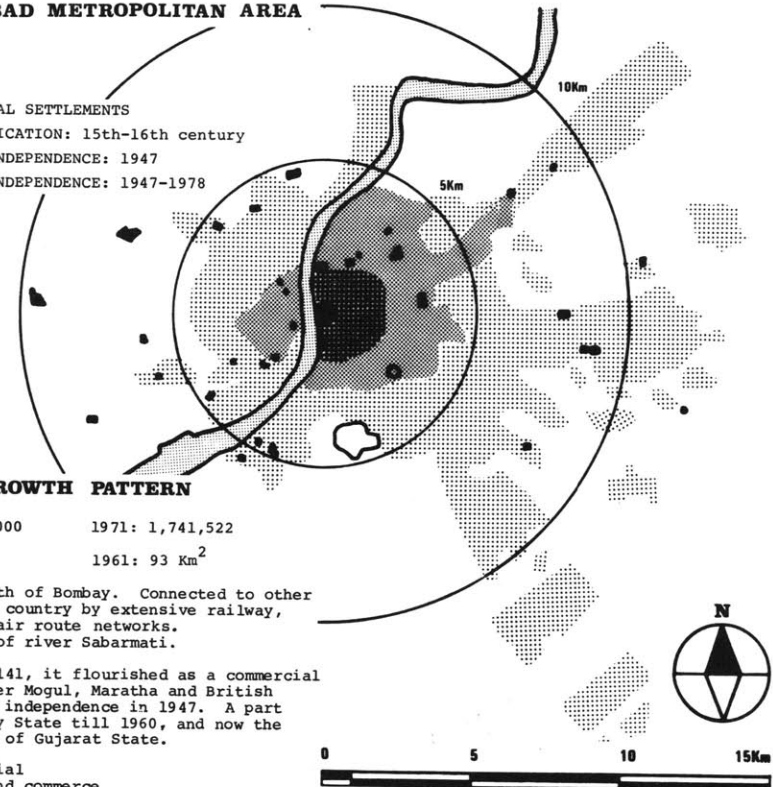 BAD METROPOLITAN AREA
AL SETTLEMENTS
ICATION: 15th-16th century
NDEPENDENCE: 1947
NDEPENDENCE: 1947-1978
10Km
5Km
ROWTH PATTERN
000 1971: 1,741,522
1961: 93 Km2
th of Bombay. Connected to other
country by extensive railway,
air route networks.
of river Sabarmati.
141, it flourished as a commercial
er Mogul, Maratha and British
independence in 1947. A part
y State till 1960, and now the
of Gujarat State.
ial
nd commerce
N
0 5 10 15Km